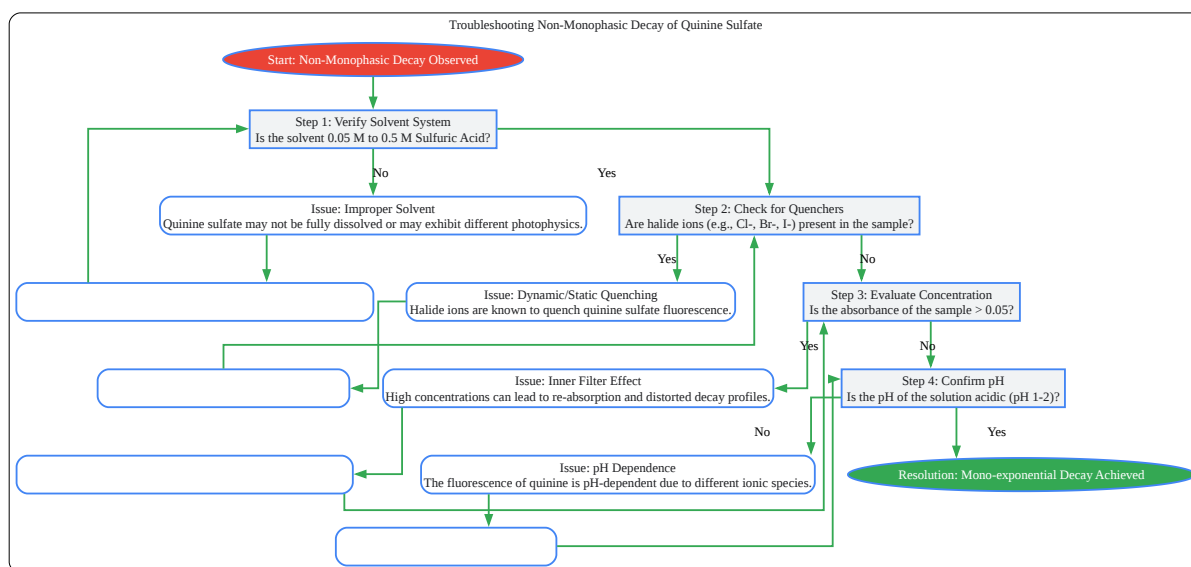 Troubleshooting Non-Monophasic Decay of Quinine Sulfate
Start: Non-Monophasic Decay Observed
Step 1: Verify Solvent System
Is the solvent 0.05 M to 0.5 M Sulfuric Acid?
No
Yes
Issue: Improper Solvent
Quinine sulfate may not be fully dissolved or may exhibit different photophysics.
Step 2: Check for Quenchers
Are halide ions (e.g., Cl-, Br-, I-) present in the sample?
Yes
No
Issue: Dynamic/Static Quenching
Halide ions are known to quench quinine sulfate fluorescence.
Step 3: Evaluate Concentration
Is the absorbance of the sample > 0.05?
Yes
No
Issue: Inner Filter Effect
High concentrations can lead to re-absorption and distorted decay profiles.
Step 4: Confirm pH
Is the pH of the solution acidic (pH 1-2)?
No
Yes
Issue: pH Dependence
The fluorescence of quinine is pH-dependent due to different ionic species.
Resolution: Mono-exponential Decay Achieved